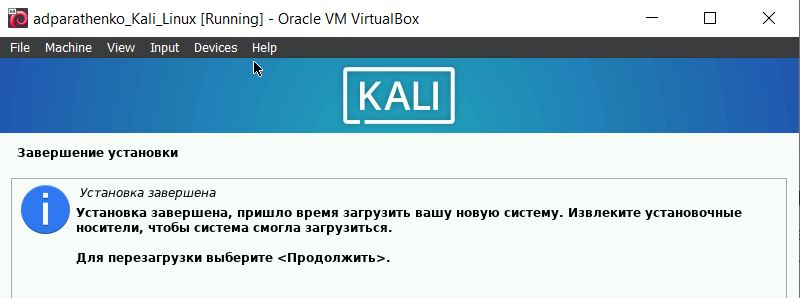 adparathenko_Kali_Linux [Running] - Oracle VM VirtualBox
File Machine View Input Devices Help
KALI
Завершение установки
Установка завершена
Установка завершена, пришло время загрузить вашу новую систему. Извлеките установочные
носители, чтобы система смогла загрузиться.
Для перезагрузки выберите <Продолжить>.